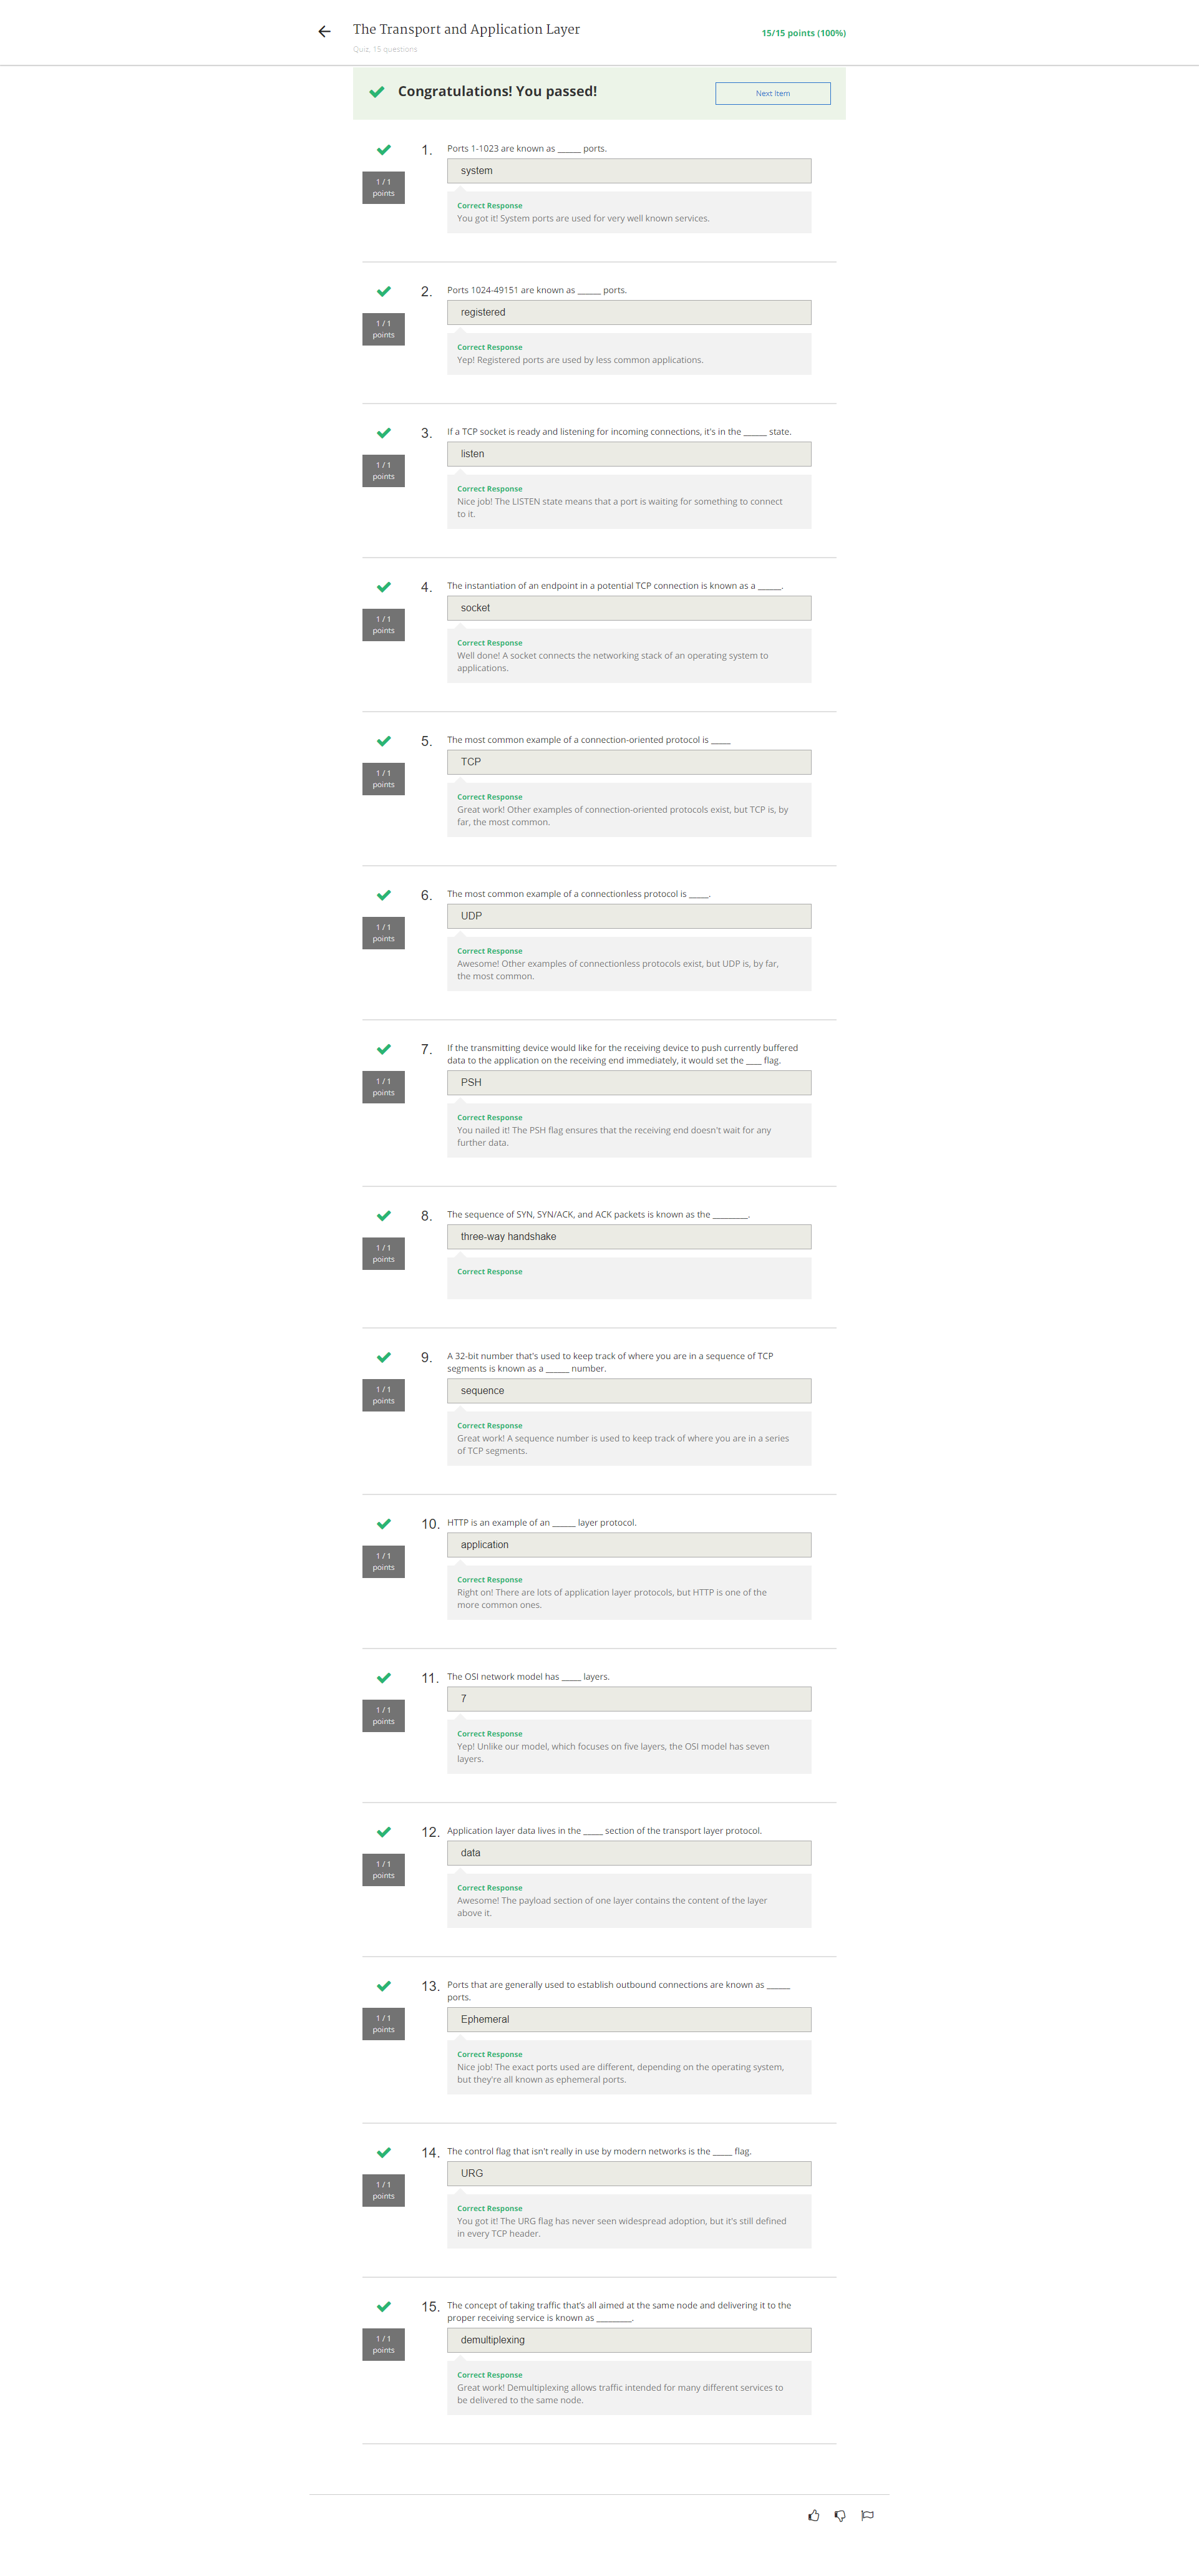 The Transport and Application Layer
15/15 points (100%)
Quiz, 15 questions
Congratulations! You passed!
Next Item
1.
Ports 1-1023 are known as ______ ports.
system
1 / 1
points
Correct Response
You got it! System ports are used for very well known services.
2.
Ports 1024-49151 are known as ______ ports.
registered
1 / 1
points
Correct Response
Yep! Registered ports are used by less common applications.
3.
If a TCP socket is ready and listening for incoming connections, it's in the ______ state.
listen
1 / 1
points
Correct Response
Nice job! The LISTEN state means that a port is waiting for something to connect
to it.
4.
The instantiation of an endpoint in a potential TCP connection is known as a ______.
socket
1 / 1
points
Correct Response
Well done! A socket connects the networking stack of an operating system to
applications.
5.
The most common example of a connection-oriented protocol is _____
TCP
1 / 1
points
Correct Response
Great work! Other examples of connection-oriented protocols exist, but TCP is, by
far, the most common.
6.
The most common example of a connectionless protocol is _____.
UDP
1 / 1
points
Correct Response
Awesome! Other examples of connectionless protocols exist, but UDP is, by far,
the most common.
7.
If the transmitting device would like for the receiving device to push currently buffered
data to the application on the receiving end immediately, it would set the ____ flag.
PSH
1 / 1
points
Correct Response
You nailed it! The PSH flag ensures that the receiving end doesn't wait for any
further data.
8.
The sequence of SYN, SYN/ACK, and ACK packets is known as the _________.
three-way handshake
1 / 1
points
Correct Response
9.
A 32-bit number that's used to keep track of where you are in a sequence of TCP
segments is known as a ______ number.
sequence
1 / 1
points
Correct Response
Great work! A sequence number is used to keep track of where you are in a series
of TCP segments.
10.
HTTP is an example of an ______ layer protocol.
application
1 / 1
points
Correct Response
Right on! There are lots of application layer protocols, but HTTP is one of the
more common ones.
11.
The OSI network model has _____ layers.
7
1 / 1
points
Correct Response
Yep! Unlike our model, which focuses on five layers, the OSI model has seven
layers.
12.
Application layer data lives in the _____ section of the transport layer protocol.
data
1 / 1
points
Correct Response
Awesome! The payload section of one layer contains the content of the layer
above it.
13.
Ports that are generally used to establish outbound connections are known as ______
ports.
Ephemeral
1 / 1
points
Correct Response
Nice job! The exact ports used are different, depending on the operating system,
but they're all known as ephemeral ports.
14.
The control flag that isn't really in use by modern networks is the _____ flag.
URG
1 / 1
points
Correct Response
You got it! The URG flag has never seen widespread adoption, but it's still defined
in every TCP header.
15.
The concept of taking traffic that's all aimed at the same node and delivering it to the
proper receiving service is known as _________.
demultiplexing
1 / 1
points
Correct Response
Great work! Demultiplexing allows traffic intended for many different services to
be delivered to the same node.